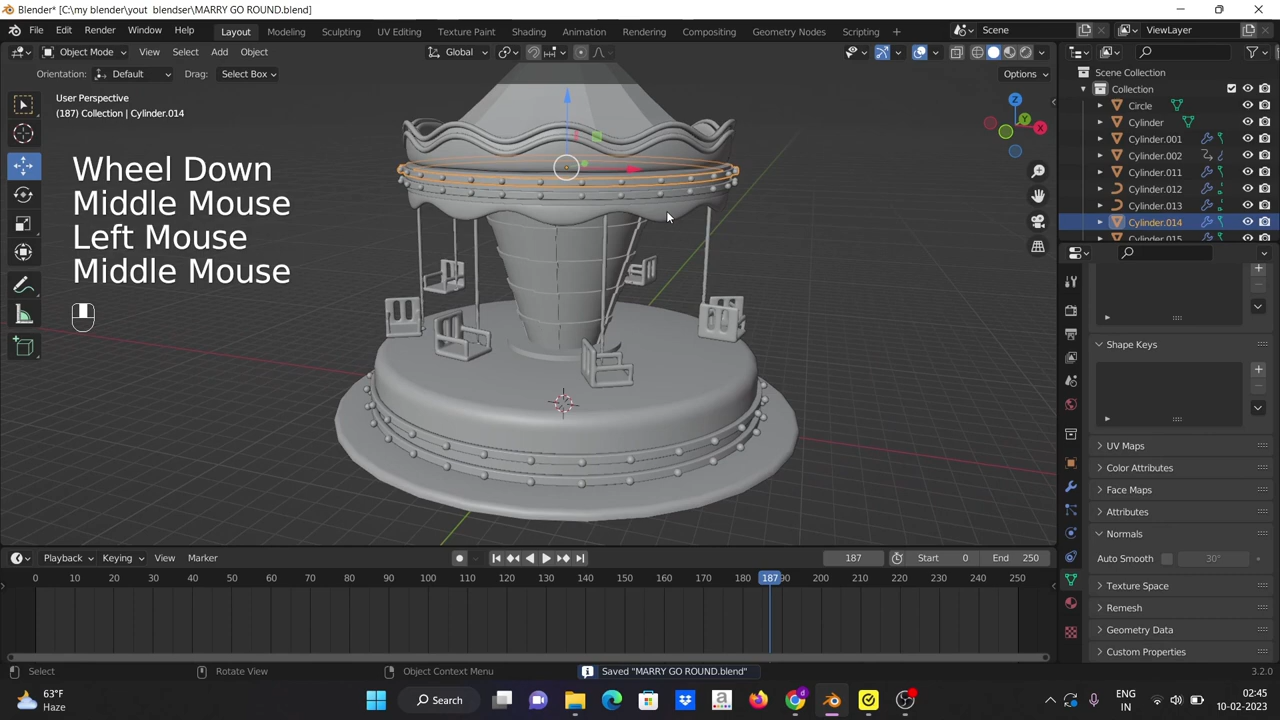 Blender* [C:\my blender\yout  blendser\MARRY GO ROUND.blend]
File Edit Render Window Help Layout Modeling Sculpting UV Editing Texture Paint Shading Animation Rendering Compositing Geometry Nodes Scripting + Scene ViewLayer
Object Mode View Select Add Object Global
Orientation: Default Drag: Select Box Options
Scene Collection
Collection
Circle
Cylinder
Cylinder.001
Cylinder.002
Cylinder.011
Cylinder.012
Cylinder.013
Cylinder.014
Cylinder.015
User Perspective
(187) Collection | Cylinder.014
Z
Y
X
Wheel Down
Middle Mouse
Left Mouse
Middle Mouse
Shape Keys
UV Maps
Color Attributes
Face Maps
Attributes
Normals
Auto Smooth 30°
Texture Space
Remesh
Geometry Data
Custom Properties
Playback Keying View Marker 187 Start 0 End 250
0 10 20 30 40 50 60 70 80 90 100 110 120 130 140 150 160 170 180 187 90 200 210 220 230 240 250
Select Rotate View Object Context Menu Saved "MARRY GO ROUND.blend" 3.2.0
63°F
Haze
Search
ENG
IN
02:45
10-02-2023